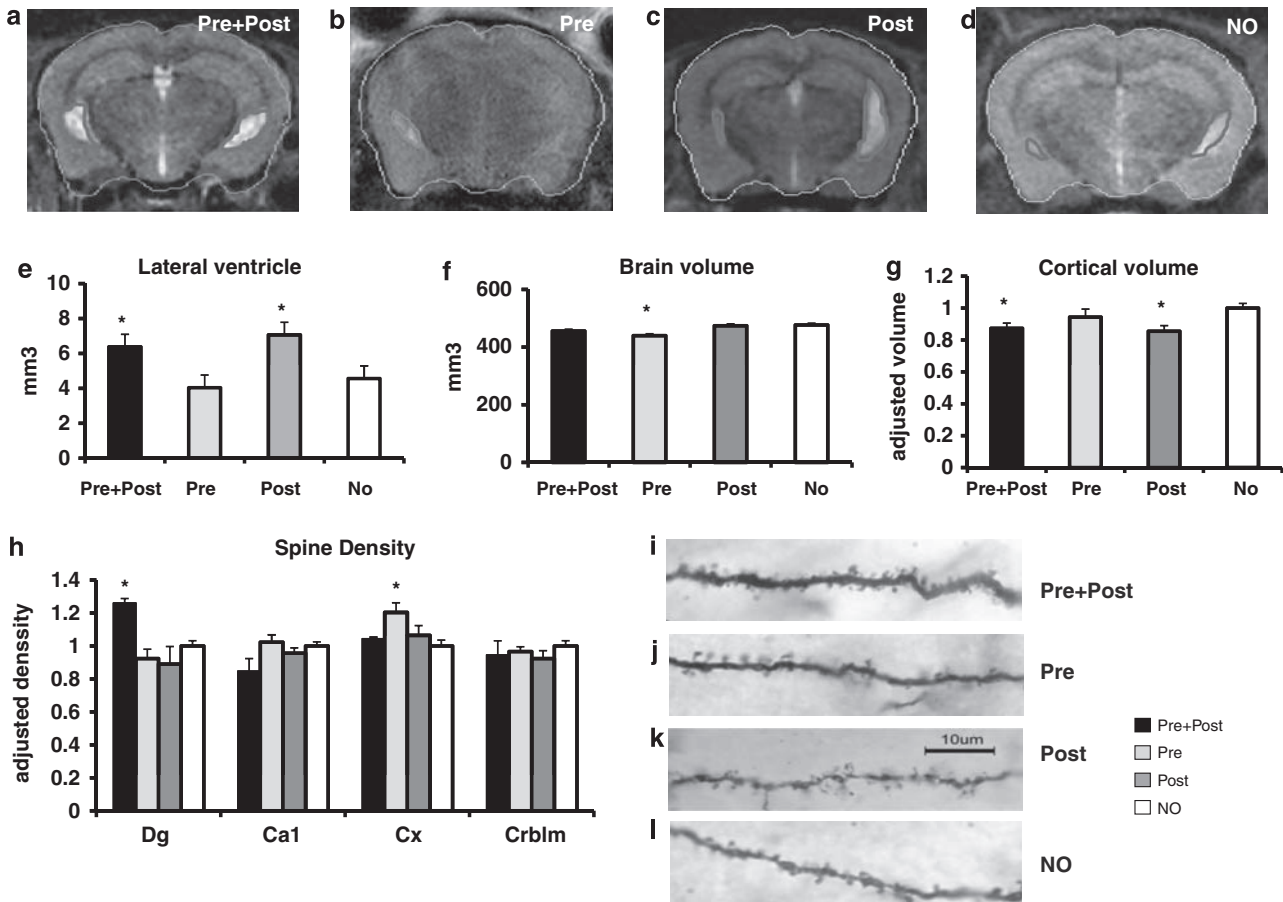 a Pre+Post
b Pre
c Post
d NO
e Lateral ventricle
10
8
6
4
2
0
mm3
* *
Pre+Post Pre Post No
f Brain volume
600
400
200
0
mm3
*
Pre+Post Pre Post No
g Cortical volume
1.2
1
0.8
0.6
0.4
0.2
0
adjusted volume
* *
Pre+Post Pre Post No
h Spine Density
1.4
1.2
1
0.8
0.6
0.4
0.2
0
adjusted denssity
* *
Dg Ca1 Cx Crblm
i Pre+Post
j Pre
k 10um Post
l NO
Pre+Post
Pre
Post
NO